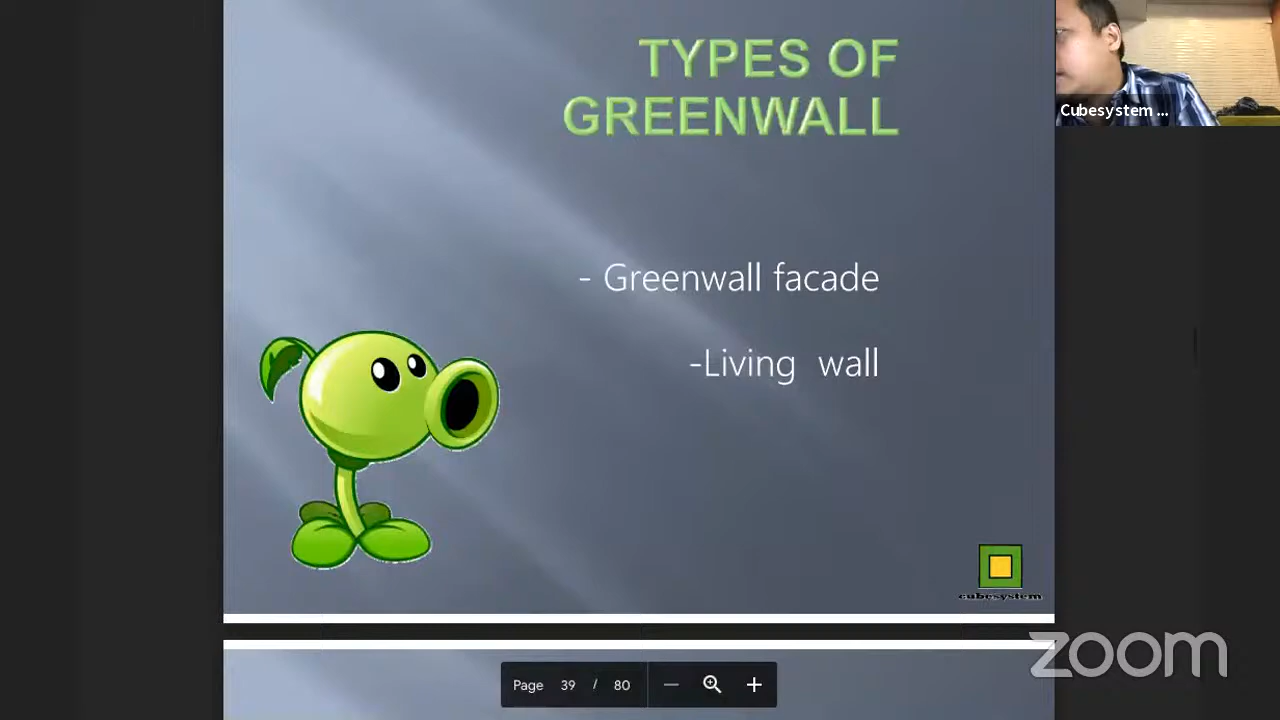 TYPES OF
GREENWALL
Cubesystem ...
- Greenwall facade
-Living wall
cubesystem
zoom
Page 39 / 80